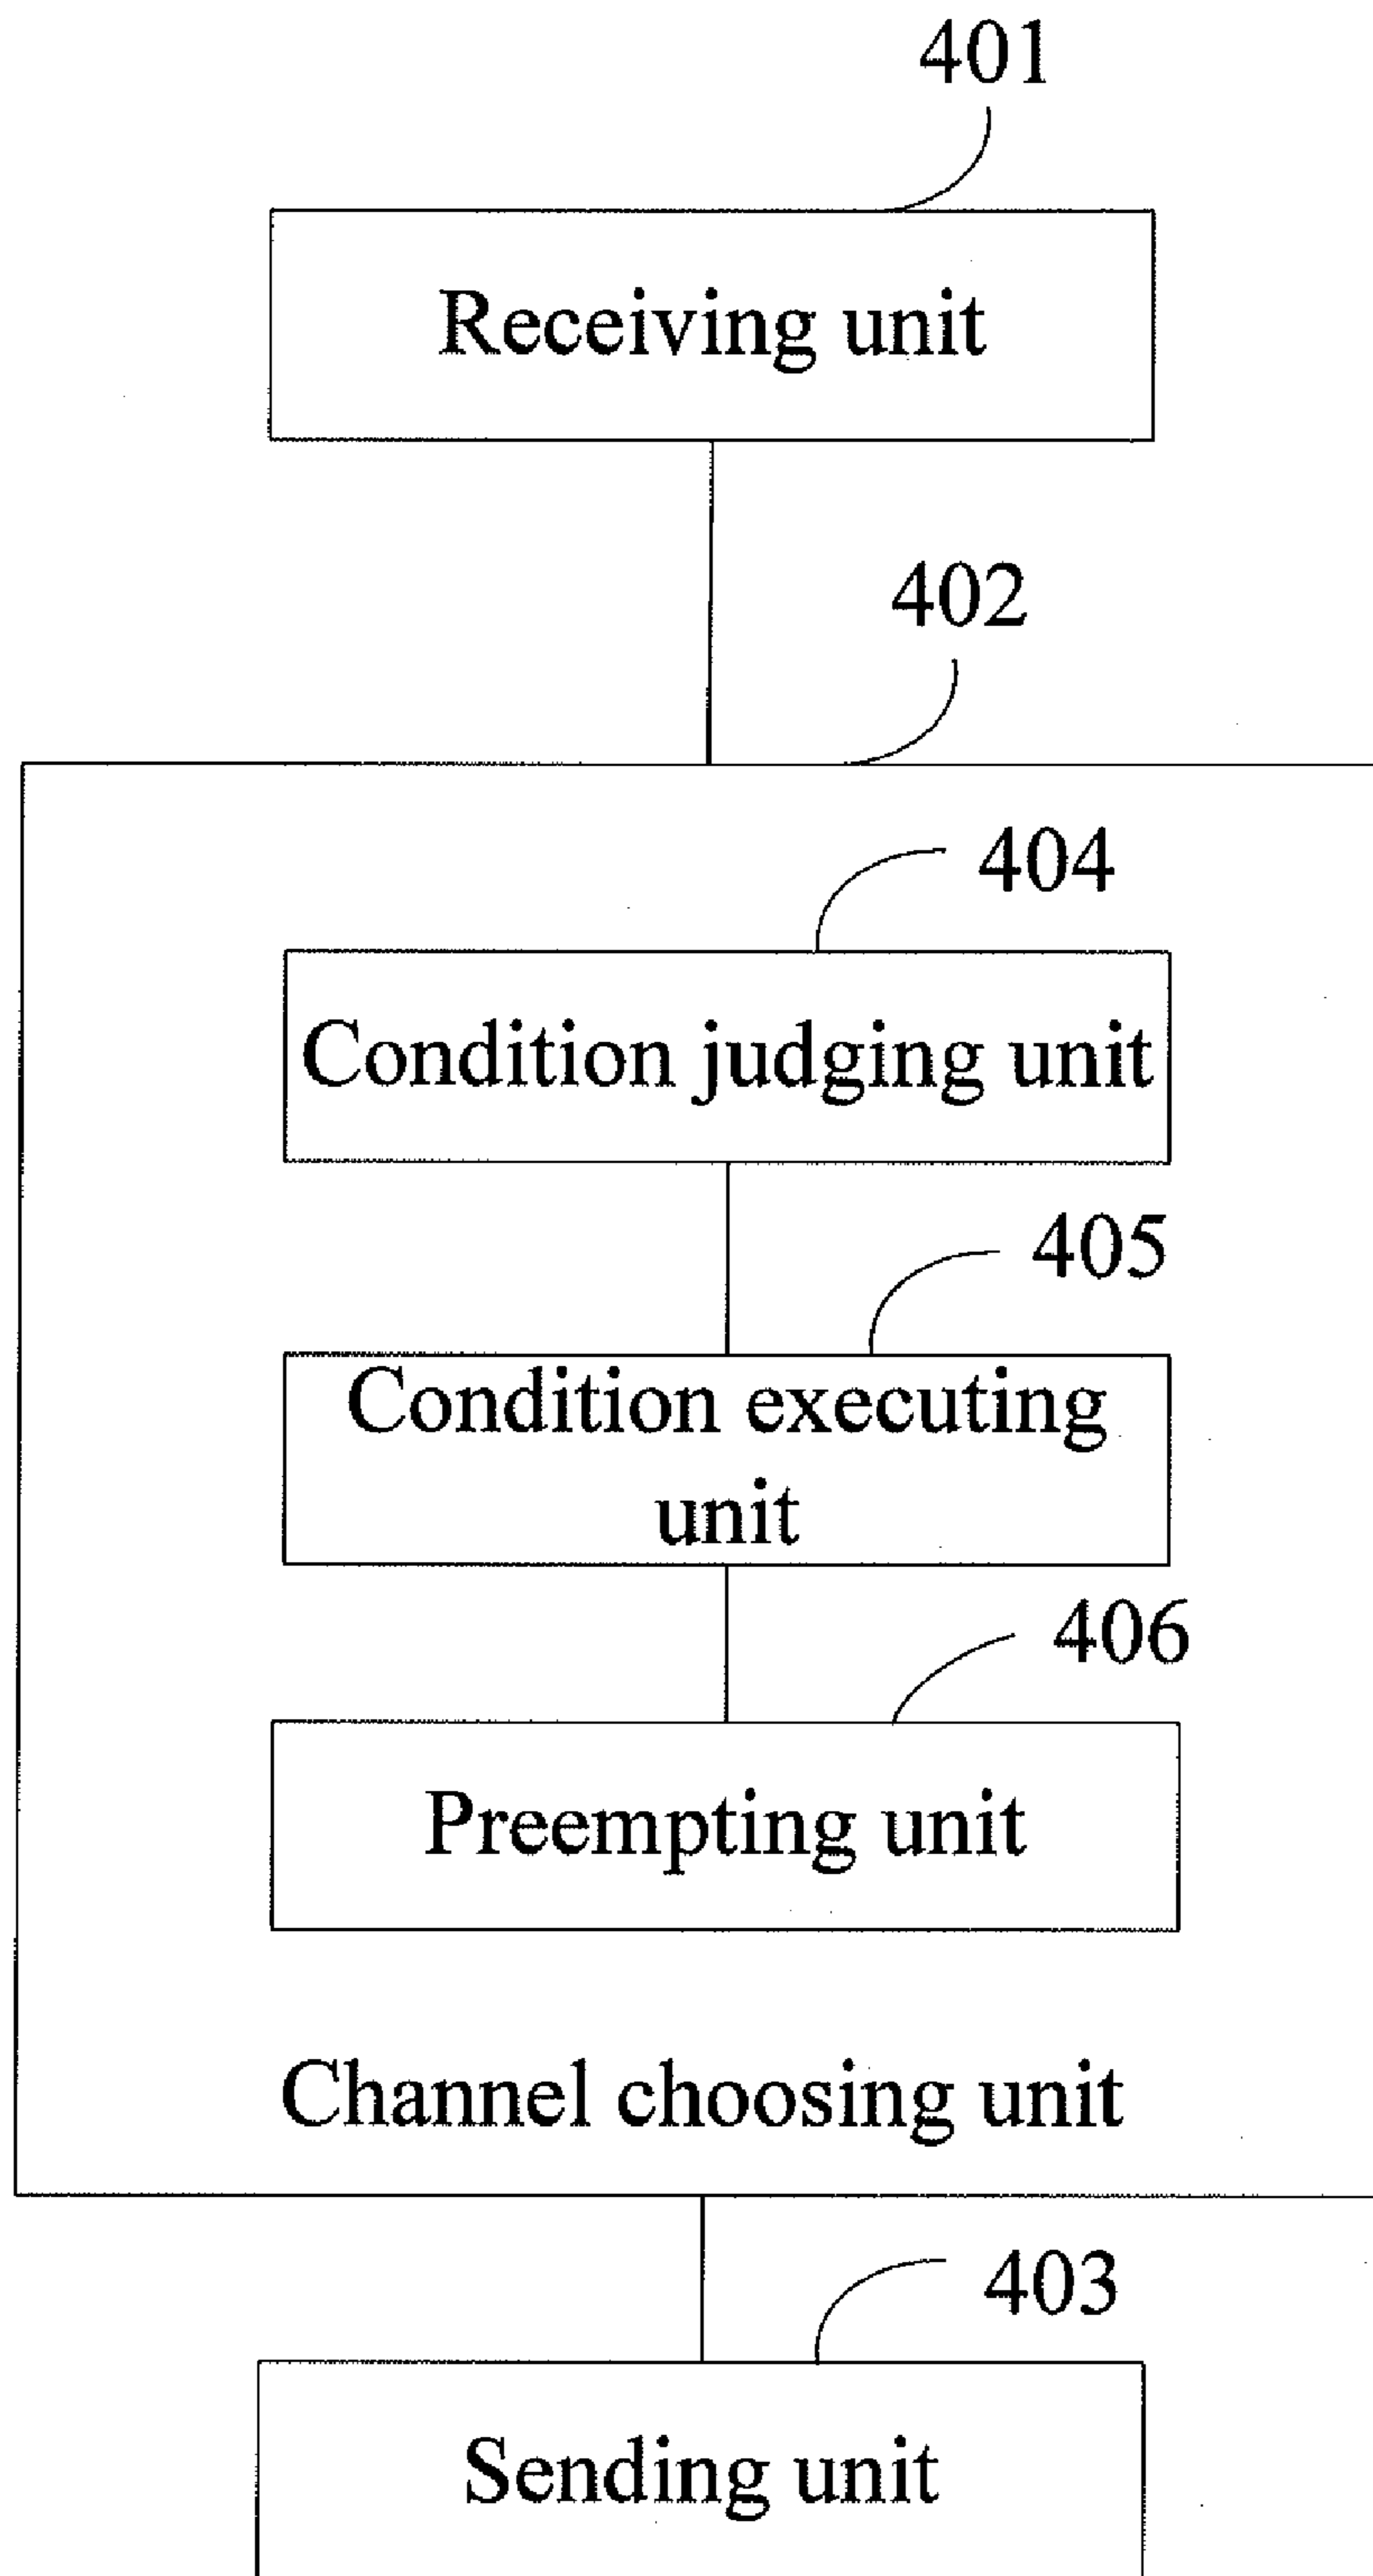 401
Receiving unit
402
404
Condition judging unit
405
Condition executing
unit
406
Preempting unit
Channel choosing unit
403
Sending unit